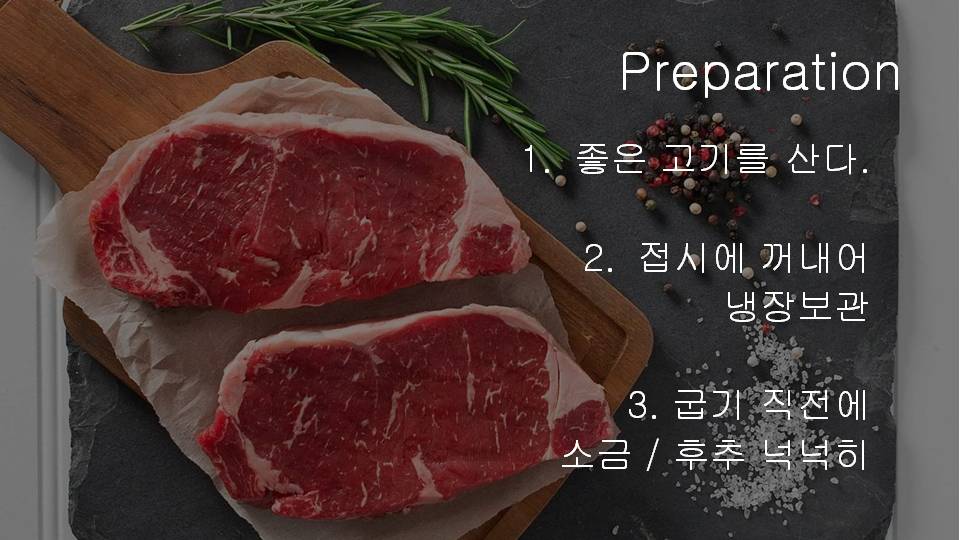 Preparation
1. 좋은 고기를 산다.
2. 접시에 꺼내어
냉장보관
3. 굽기 직전에
소금 / 후추 넉넉히